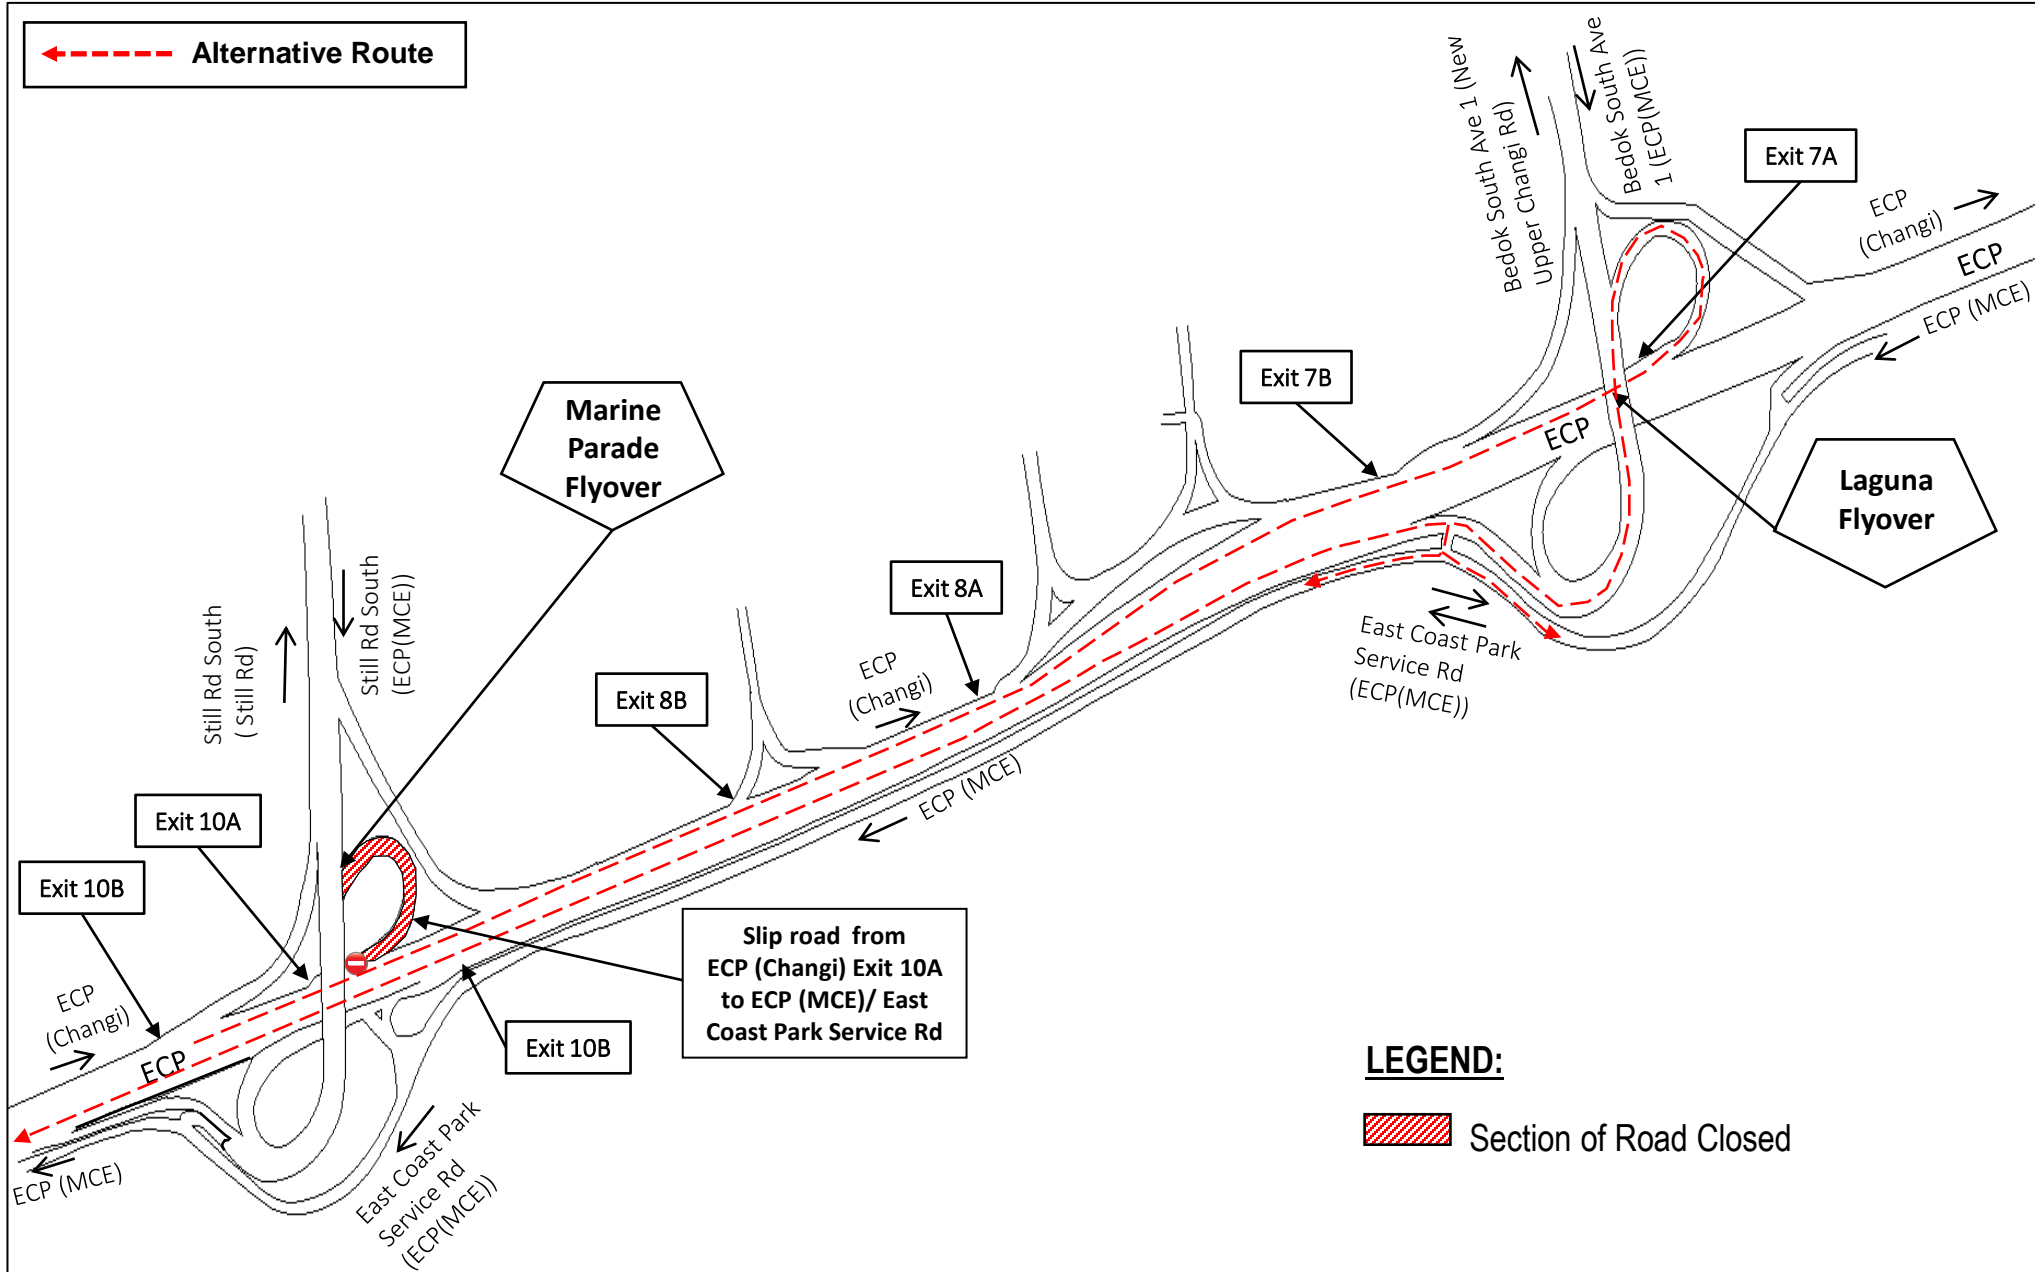 Alternative Route
Bedok South Ave 1 (New
Upper Changi Rd)
Bedok South Ave
1 (ECP(MCE))
Exit 7A
ECP
(Changi)
ECP
ECP (MCE)
Exit 7B
ECP
Marine
Parade
Flyover
Laguna
Flyover
Still Rd South
( Still Rd)
Still Rd South
(ECP(MCE))
Exit 8A
Exit 8B
ECP
(Changi)
East Coast Park
Service Rd
(ECP(MCE))
ECP (MCE)
Exit 10A
Exit 10B
Slip road from
ECP (Changi) Exit 10A
to ECP (MCE)/ East
Coast Park Service Rd
ECP
(Changi)
ECP
Exit 10B
ECP (MCE)
East Coast Park
Service Rd
(ECP(MCE))
LEGEND:
Section of Road Closed